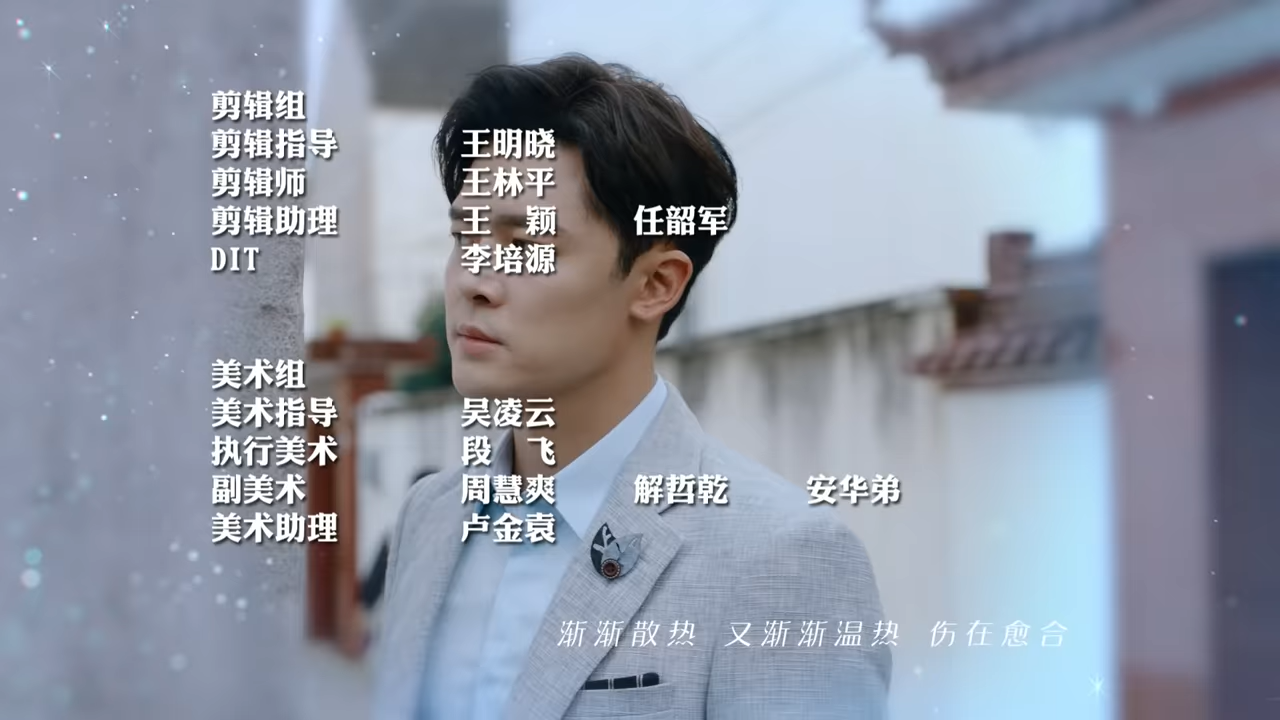 剪辑组
剪辑指导 王明晓
剪辑师 王林平
剪辑助理 王 颖 任韶军
DIT 李培源
美术组
美术指导 吴凌云
执行美术 段 飞
副美术 周慧爽 解哲乾 安华弟
美术助理 卢金袁
渐渐散热 又渐渐温热 伤在愈合